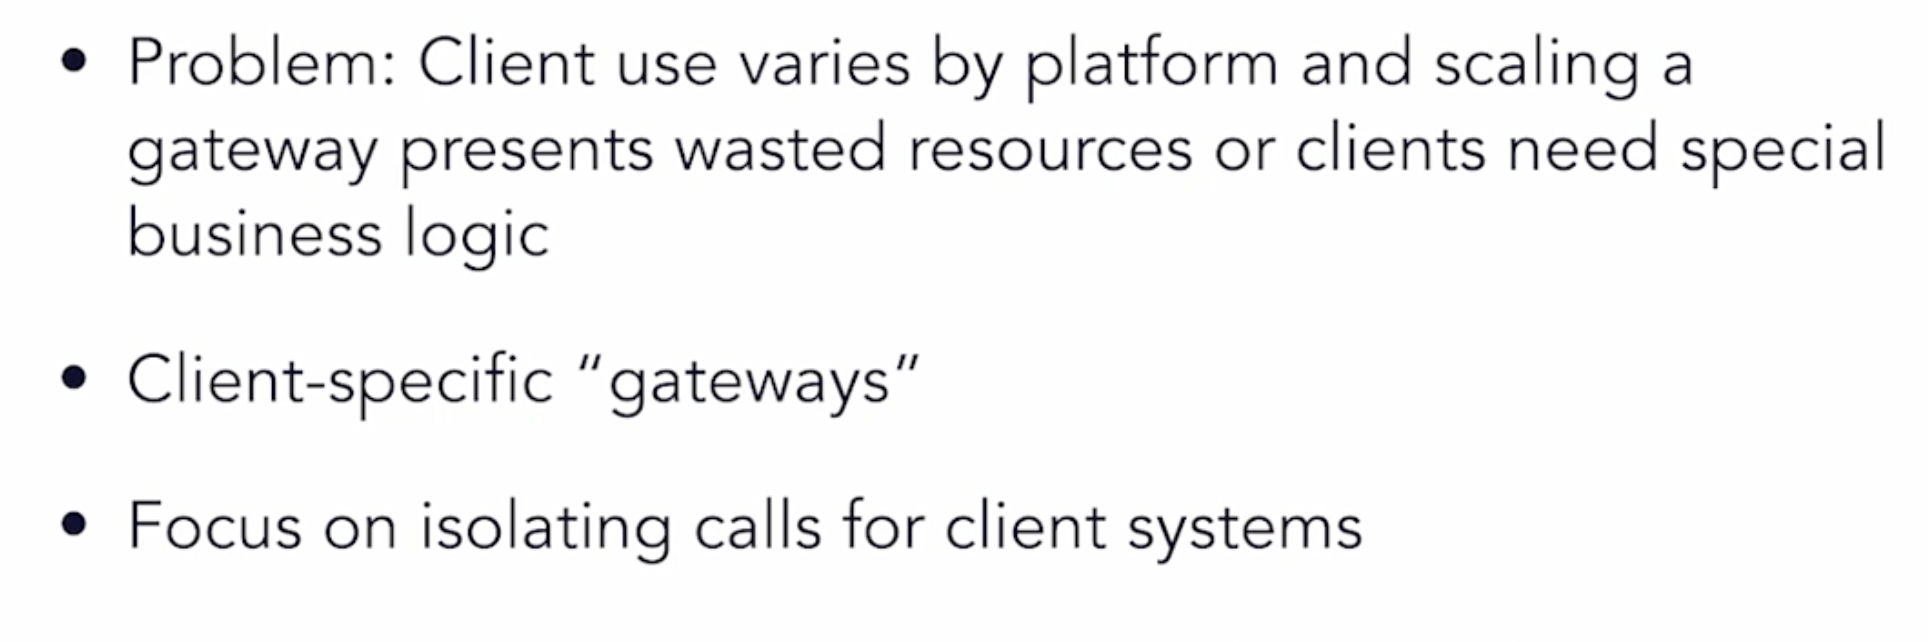 • Problem: Client use varies by platform and scaling a
gateway presents wasted resources or clients need special
business logic
• Client-specific “gateways”
• Focus on isolating calls for client systems